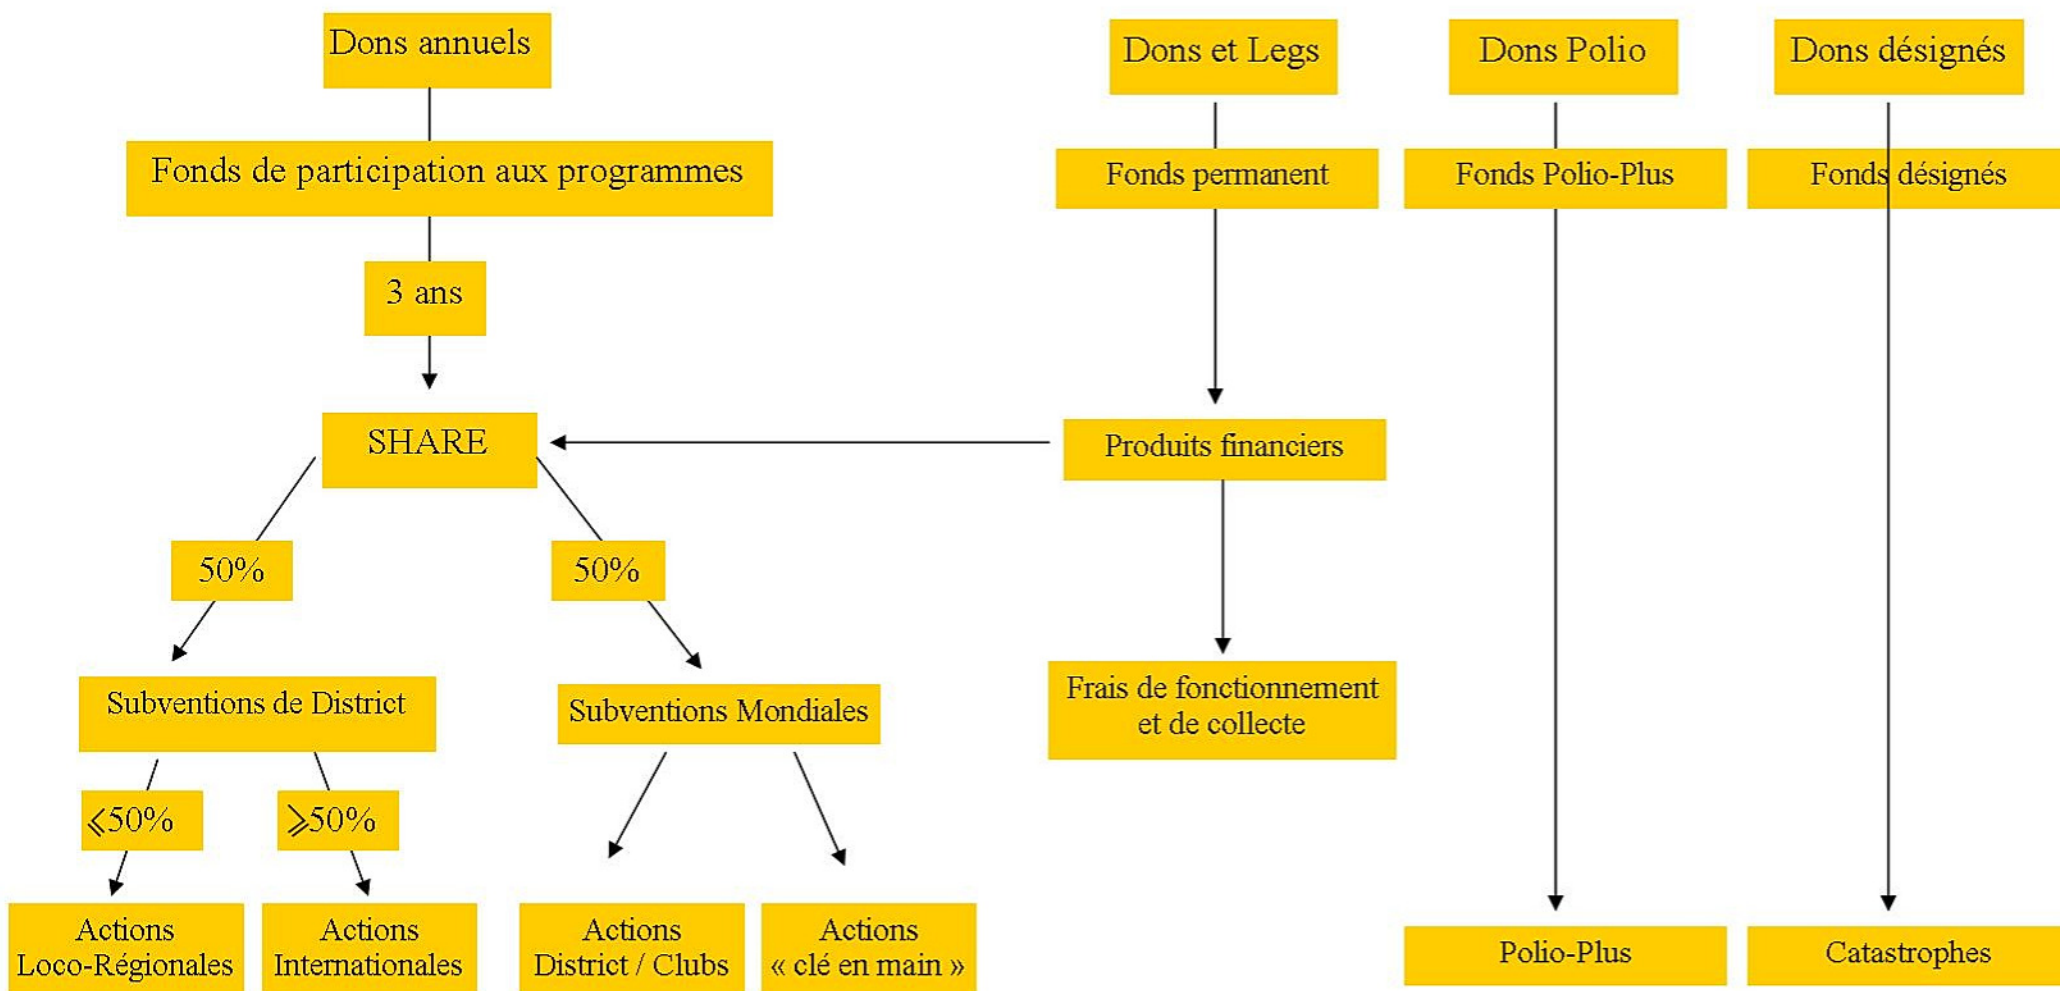 Dons annuels
Dons et Legs
Dons Polio
Dons désignés
Fonds de participation aux programmes
Fonds permanent
Fonds Polio-Plus
Fonds désignés
3 ans
SHARE
Produits financiers
50%
50%
Subventions de District
Subventions Mondiales
Frais de fonctionnement
et de collecte
⩽50%
⩾50%
Actions
Loco-Régionales
Actions
Internationales
Actions
District / Clubs
Actions
« clé en main »
Polio-Plus
Catastrophes